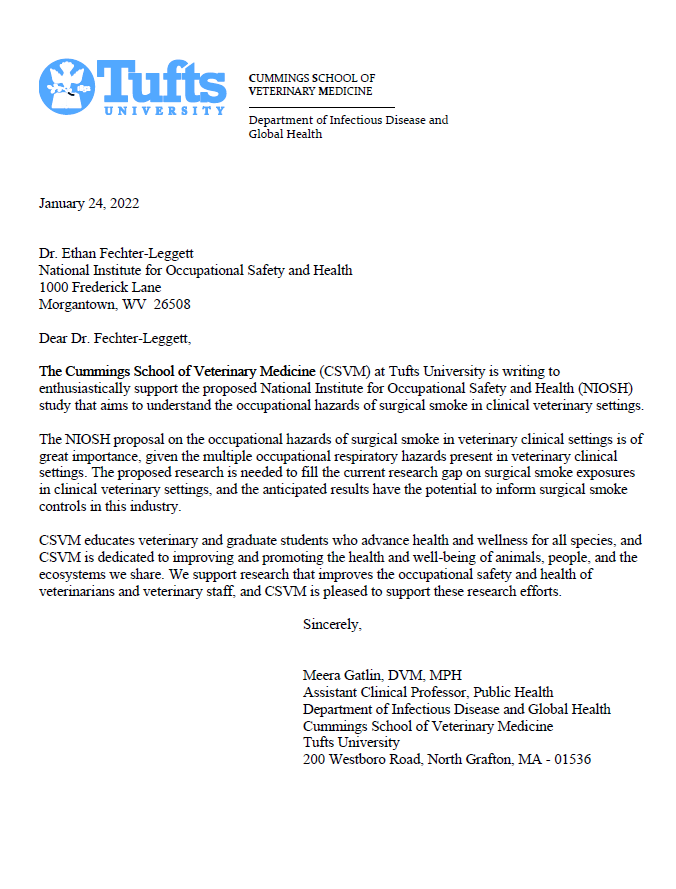 Tufts
UNIVERSITY
CUMMINGS SCHOOL OF
VETERINARY MEDICINE
Department of Infectious Disease and
Global Health
January 24, 2022
Dr. Ethan Fechter-Leggett
National Institute for Occupational Safety and Health
1000 Frederick Lane
Morgantown, WV  26508
Dear Dr. Fechter-Leggett,
The Cummings School of Veterinary Medicine (CSVM) at Tufts University is writing to
enthusiastically support the proposed National Institute for Occupational Safety and Health (NIOSH)
study that aims to understand the occupational hazards of surgical smoke in clinical veterinary settings.
The NIOSH proposal on the occupational hazards of surgical smoke in veterinary clinical settings is of
great importance, given the multiple occupational respiratory hazards present in veterinary clinical
settings. The proposed research is needed to fill the current research gap on surgical smoke exposures
in clinical veterinary settings, and the anticipated results have the potential to inform surgical smoke
controls in this industry.
CSVM educates veterinary and graduate students who advance health and wellness for all species, and
CSVM is dedicated to improving and promoting the health and well-being of animals, people, and the
ecosystems we share. We support research that improves the occupational safety and health of
veterinarians and veterinary staff, and CSVM is pleased to support these research efforts.
Sincerely,
Meera Gatlin, DVM, MPH
Assistant Clinical Professor, Public Health
Department of Infectious Disease and Global Health
Cummings School of Veterinary Medicine
Tufts University
200 Westboro Road, North Grafton, MA - 01536